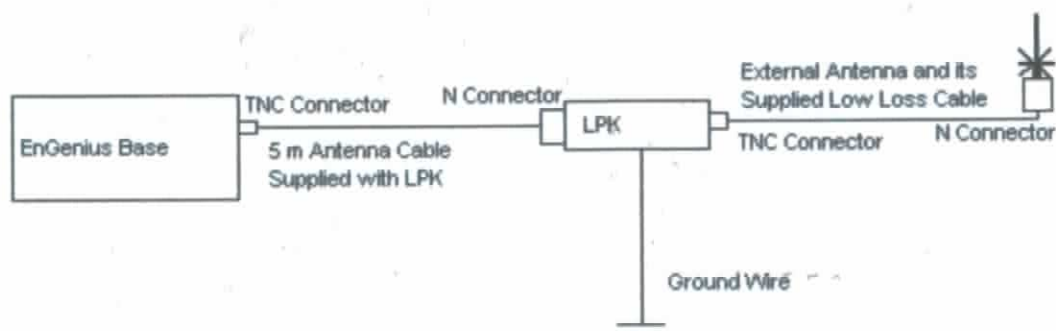 EnGenius Base
TNC Connector
5 m Antenna Cable
Supplied with LPK
N Connector
LPK
External Antenna and its
Supplied Low Loss Cable
TNC Connector
N Connector
Ground Wire